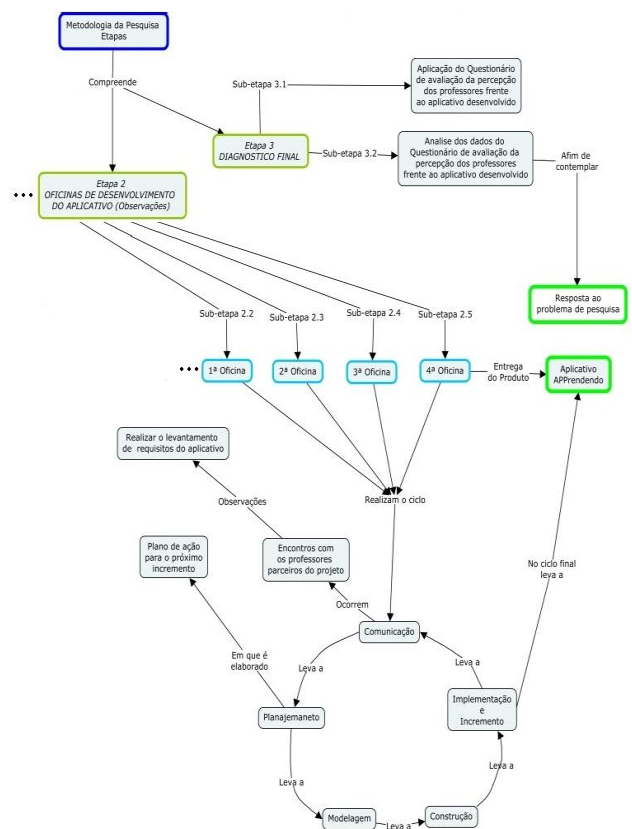 Metodologia da Pesquisa
Etapas
Compreende
Sub-etapa 3.1
Aplicação do Questionário
de avaliação da percepção
dos professores frente
ao aplicativo desenvolvido
Etapa 3
DIAGNOSTICO FINAL
Sub-etapa 3.2
Analise dos dados do
Questionário de avaliação da
percepção dos professores
frente ao aplicativo desenvolvido
Afim de
contemplar
Etapa 2
OFICINAS DE DESENVOLVIMENTO
DO APLICATIVO (Observações)
Resposta ao
problema de pesquisa
Sub-etapa 2.2
Sub-etapa 2.3
Sub-etapa 2.4
Sub-etapa 2.5
1ª Oficina
2ª Oficina
3ª Oficina
4ª Oficina
Entrega
do Produto
Aplicativo
APPrendendo
Realizar o levantamento
de requisitos do aplicativo
Realizam o ciclo
Observações
Plano de ação
para o próximo
incremento
Encontros com
os professores
parceiros do projeto
No ciclo final
leva a
Ocorrem
Comunicação
Em que é
elaborado
Leva a
Leva a
Implementação
e
Incremento
Planajemaneto
Leva a
Leva a
Modelagem
Leva a
Construção